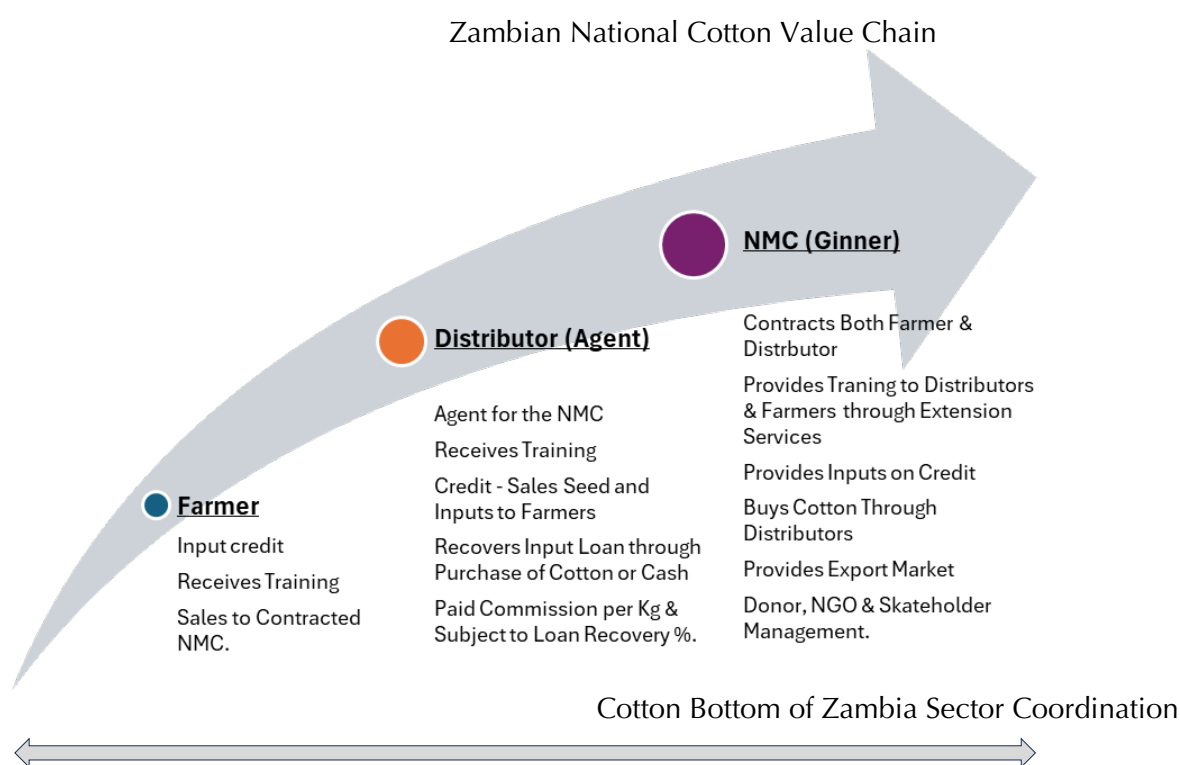 Zambian National Cotton Value Chain
NMC (Ginner)
Contracts Both Farmer &
Distrbutor
Provides Traning to Distributors
& Farmers through Extension
Services
Provides Inputs on Credit
Buys Cotton Through
Distributors
Provides Export Market
Donor, NGO & Skateholder
Management.
Distributor (Agent)
Agent for the NMC
Receives Training
Credit - Sales Seed and
Inputs to Farmers
Recovers Input Loan through
Purchase of Cotton or Cash
Paid Commission per Kg &
Subject to Loan Recovery %.
Farmer
Input credit
Receives Training
Sales to Contracted
NMC.
Cotton Bottom of Zambia Sector Coordination